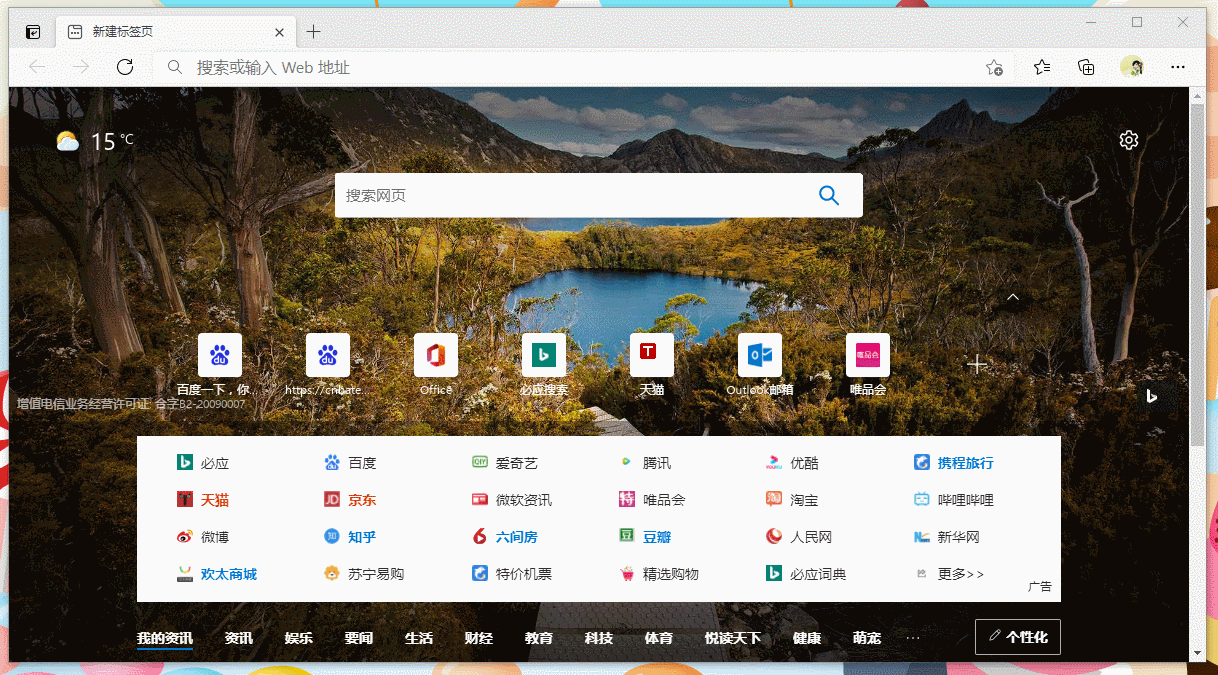 新建标签页
搜索或输入 Web 地址
15 °C
搜索网页
百度一下，你... https://cnbate... Office 必应搜索 天猫 Outlook邮箱 唯品会
增值电信业务经营许可证: 合字B2-20090007
必应 百度 爱奇艺 腾讯 优酷 携程旅行
天猫 京东 微软资讯 唯品会 淘宝 哔哩哔哩
微博 知乎 六间房 豆瓣 人民网 新华网
欢太商城 苏宁易购 特价机票 精选购物 必应词典 更多>>
广告
我的资讯 资讯 娱乐 要闻 生活 财经 教育 科技 体育 悦读天下 健康 萌宠 ... 个性化